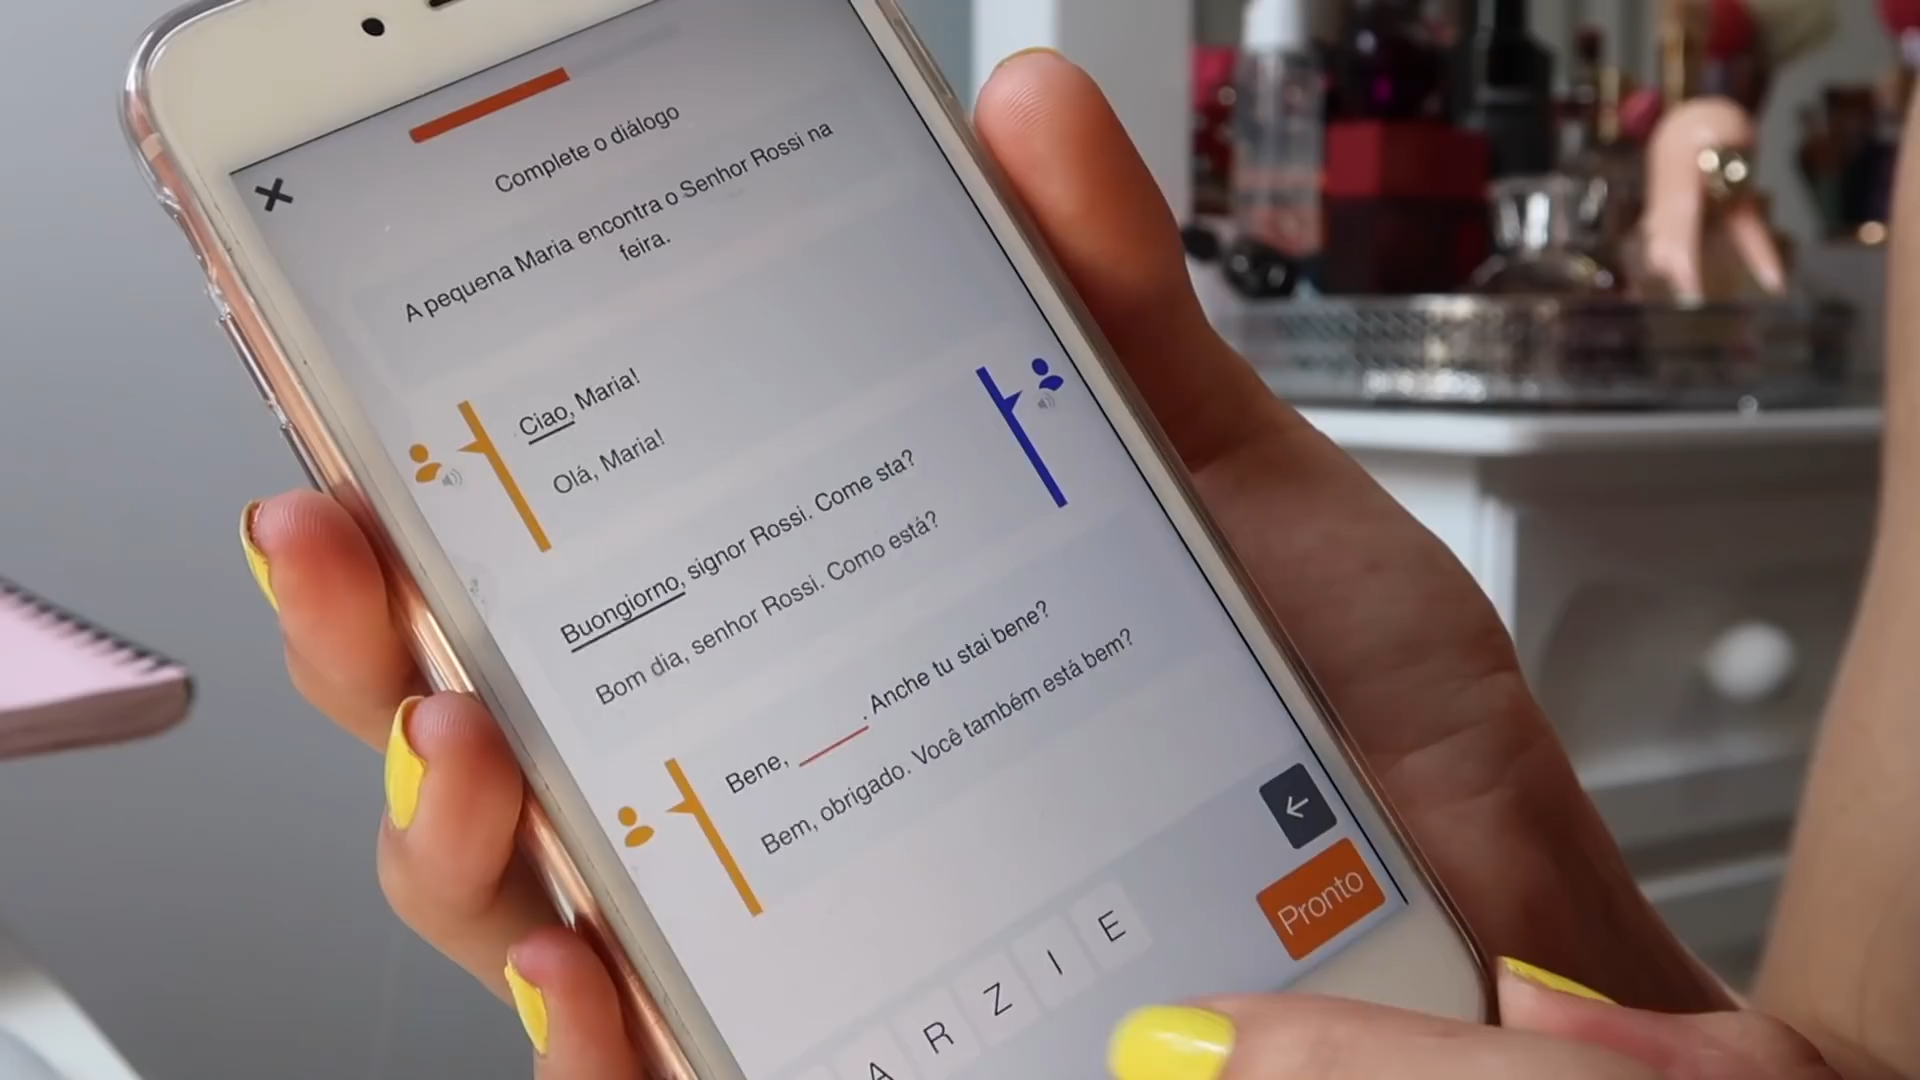 Complete o diálogo
A pequena Maria encontra o Senhor Rossi na
feira.
Ciao, Maria!
Olá, Maria!
Buongiorno, signor Rossi. Come sta?
Bom dia, senhor Rossi. Como está?
Bene, ______. Anche tu stai bene?
Bem, obrigado. Você também está bem?
A R Z I E
Pronto